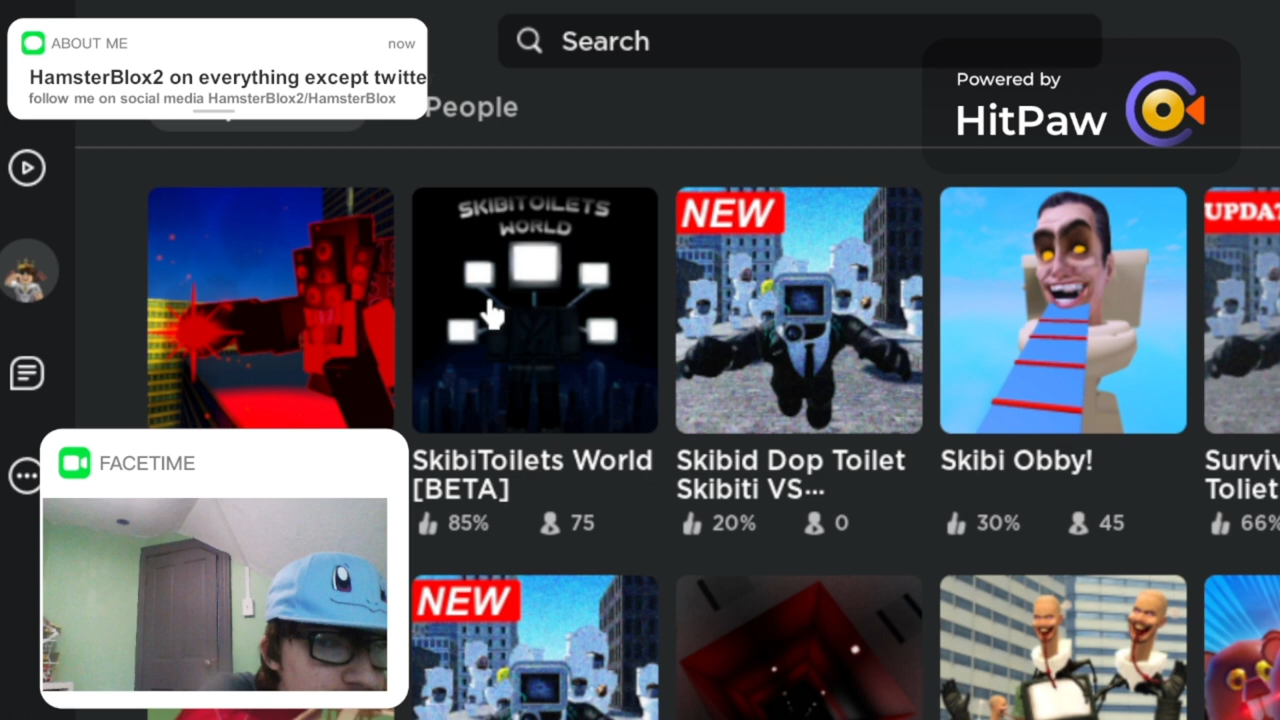 ABOUT ME
now
HamsterBlox2 on everything except twitte
follow me on social media HamsterBlox2/HamsterBlox
Search
People
Powered by
HitPaw
SKIBITOILETS
WORLD
NEW
UPDAT
SkibiToilets World
[BETA]
85%
75
Skibid Dop Toilet
Skibiti VS...
20%
0
Skibi Obby!
30%
45
Surviv
Toliet
66%
FACETIME
NEW